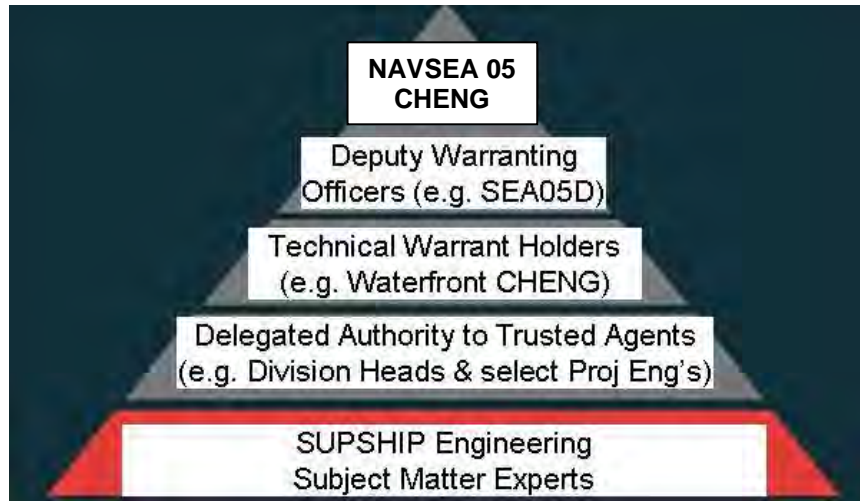 NAVSEA 05
CHENG
Deputy Warranting
Officers (e.g. SEA05D)
Technical Warrant Holders
(e.g. Waterfront CHENG)
Delegated Authority to Trusted Agents
(e.g. Division Heads & select Proj Eng's)
SUPSHIP Engineering
Subject Matter Experts